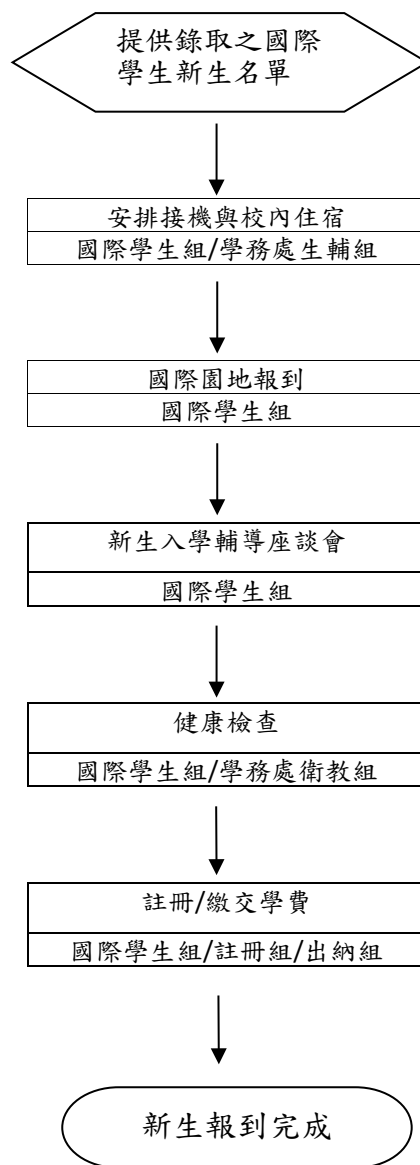 提供錄取之國際
學生新生名單
安排接機與校內住宿
國際學生組/學務處生輔組
國際園地報到
國際學生組
新生入學輔導座談會
國際學生組
健康檢查
國際學生組/學務處衛教組
註冊/繳交學費
國際學生組/註冊組/出納組
新生報到完成